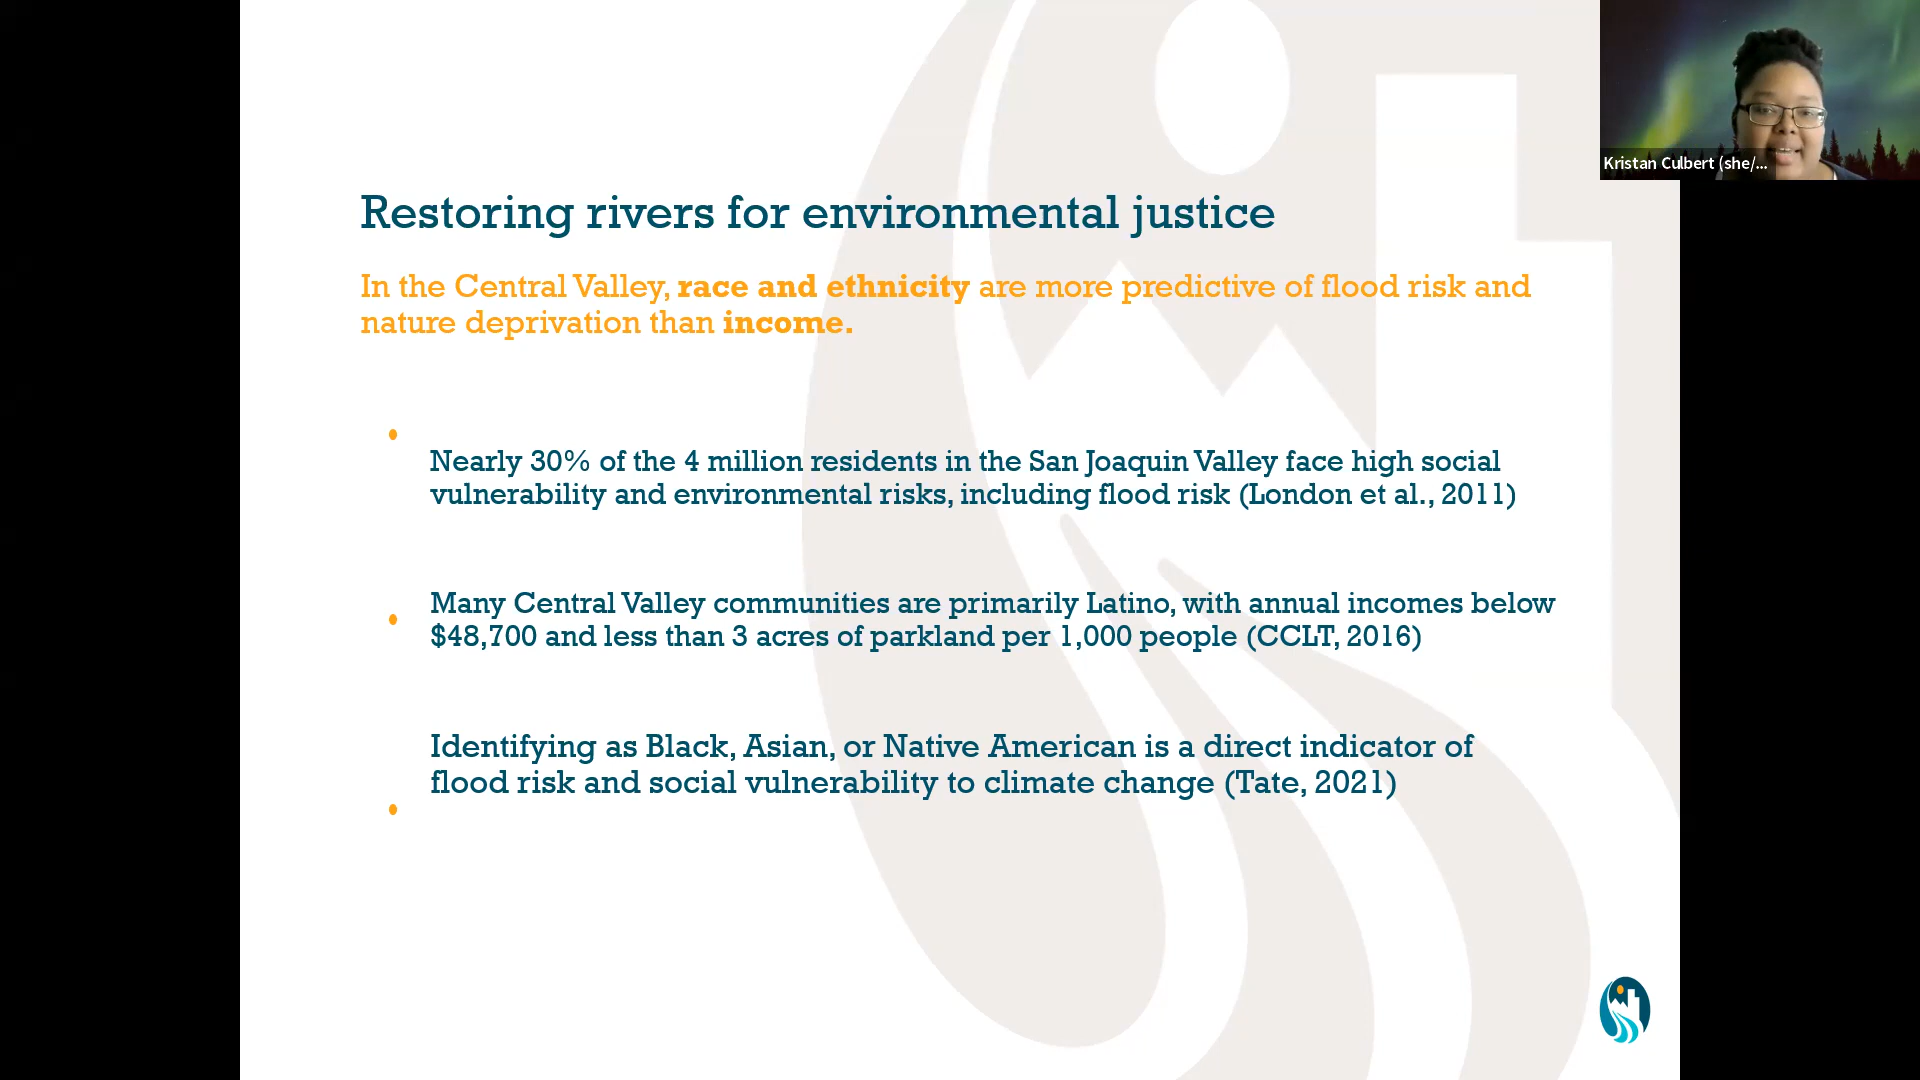 Kristan Culbert (she/...
Restoring rivers for environmental justice
In the Central Valley, race and ethnicity are more predictive of flood risk and
nature deprivation than income.
Nearly 30% of the 4 million residents in the San Joaquin Valley face high social
vulnerability and environmental risks, including flood risk (London et al., 2011)
Many Central Valley communities are primarily Latino, with annual incomes below
$48,700 and less than 3 acres of parkland per 1,000 people (CCLT, 2016)
Identifying as Black, Asian, or Native American is a direct indicator of
flood risk and social vulnerability to climate change (Tate, 2021)